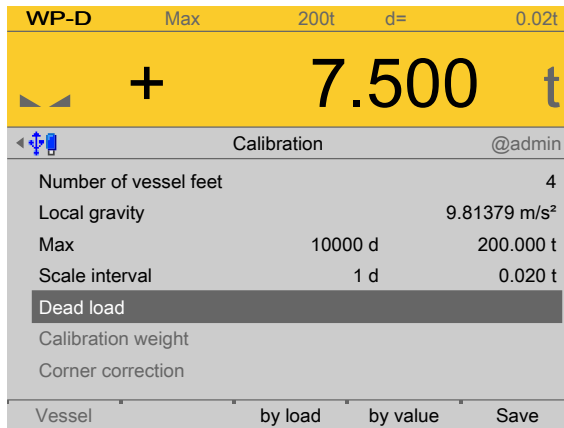 WP-D Max 200t d= 0.02t
+ 7.500 t
Calibration @admin
Number of vessel feet 4
Local gravity 9.81379 m/s²
Max 10000 d 200.000 t
Scale interval 1 d 0.020 t
Dead load
Calibration weight
Corner correction
Vessel by load by value Save